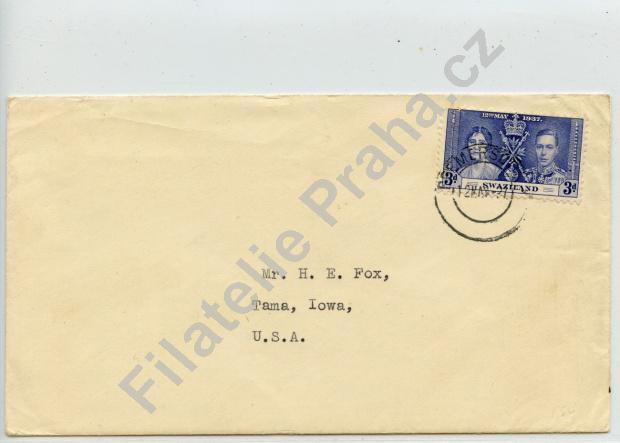 12TH MAY 1937.
3d SWAZILAND 3d
Mr. H. E. Fox,
Tama, Iowa,
U.S.A.
Filatelie Praha.cz